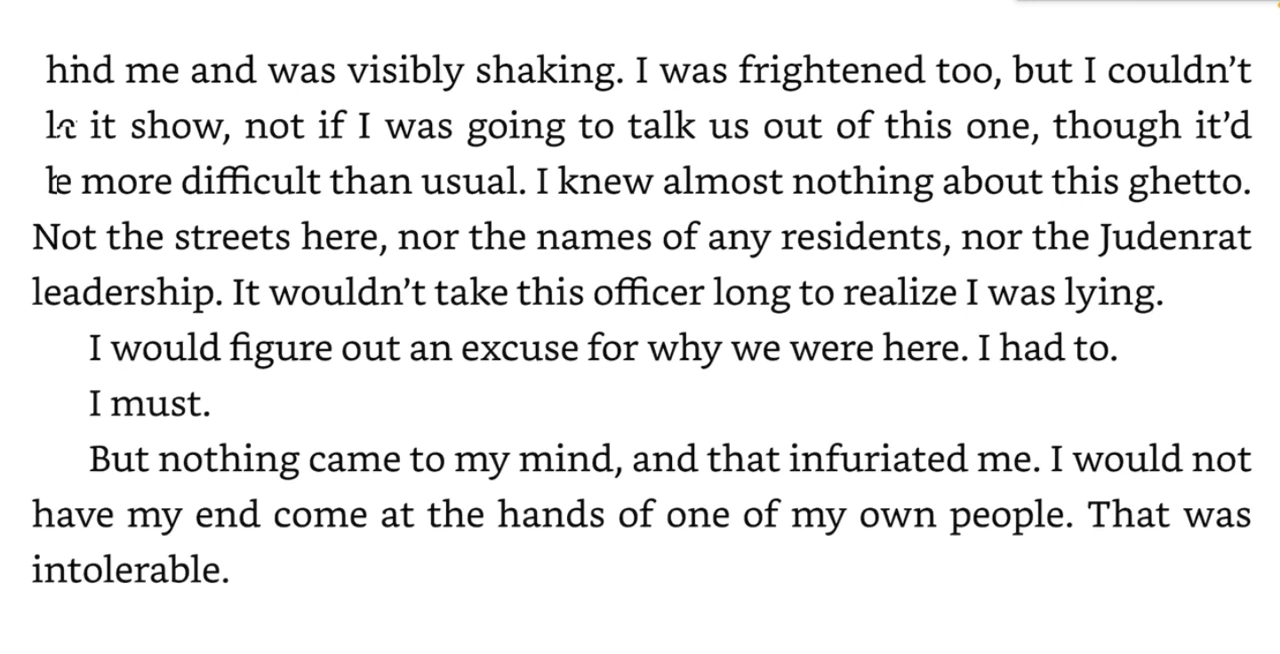 hind me and was visibly shaking. I was frightened too, but I couldn’t
it show, not if I was going to talk us out of this one, though it’d
more difficult than usual. I knew almost nothing about this ghetto.
Not the streets here, nor the names of any residents, nor the Judenrat
leadership. It wouldn’t take this officer long to realize I was lying.
I would figure out an excuse for why we were here. I had to.
I must.
But nothing came to my mind, and that infuriated me. I would not
have my end come at the hands of one of my own people. That was
intolerable.